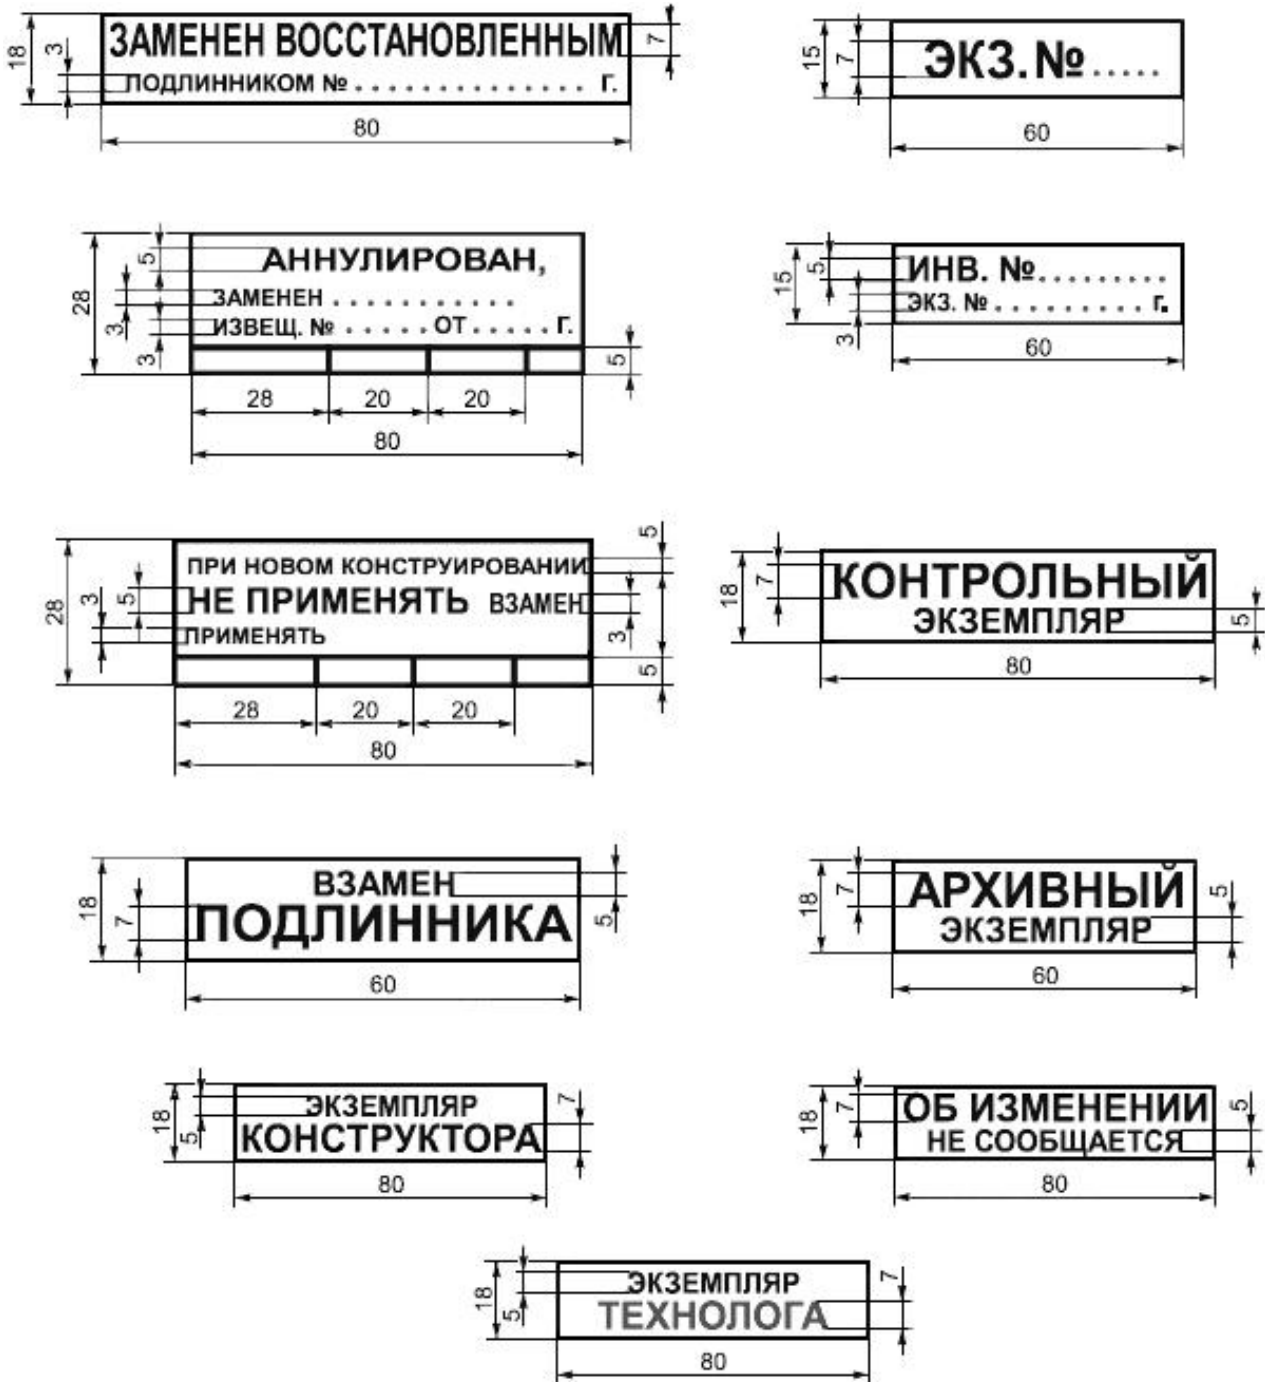 ЗАМЕНЕН ВОССТАНОВЛЕННЫМ
ПОДЛИННИКОМ № . . . . . . . . . . . . . . Г.
18
3
7
80
ЭКЗ. № . . . . .
15
7
60
АННУЛИРОВАН,
ЗАМЕНЕН . . . . . . . . . . .
ИЗВЕЩ. № . . . . . ОТ . . . . . Г.
28
5
3
3
5
28 20 20
80
ИНВ. № . . . . . . . . .
ЭКЗ. № . . . . . . . . . г.
15
5
3
60
ПРИ НОВОМ КОНСТРУИРОВАНИИ
НЕ ПРИМЕНЯТЬ ВЗАМЕН
ПРИМЕНЯТЬ
28
3
5
5
3
5
28 20 20
80
КОНТРОЛЬНЫЙ
ЭКЗЕМПЛЯР
18
7
5
80
ВЗАМЕН
ПОДЛИННИКА
18
7
5
60
АРХИВНЫЙ
ЭКЗЕМПЛЯР
18
7
5
60
ЭКЗЕМПЛЯР
КОНСТРУКТОРА
18
5
7
80
ОБ ИЗМЕНЕНИИ
НЕ СООБЩАЕТСЯ
18
7
5
80
ЭКЗЕМПЛЯР
ТЕХНОЛОГА
18
5
7
80